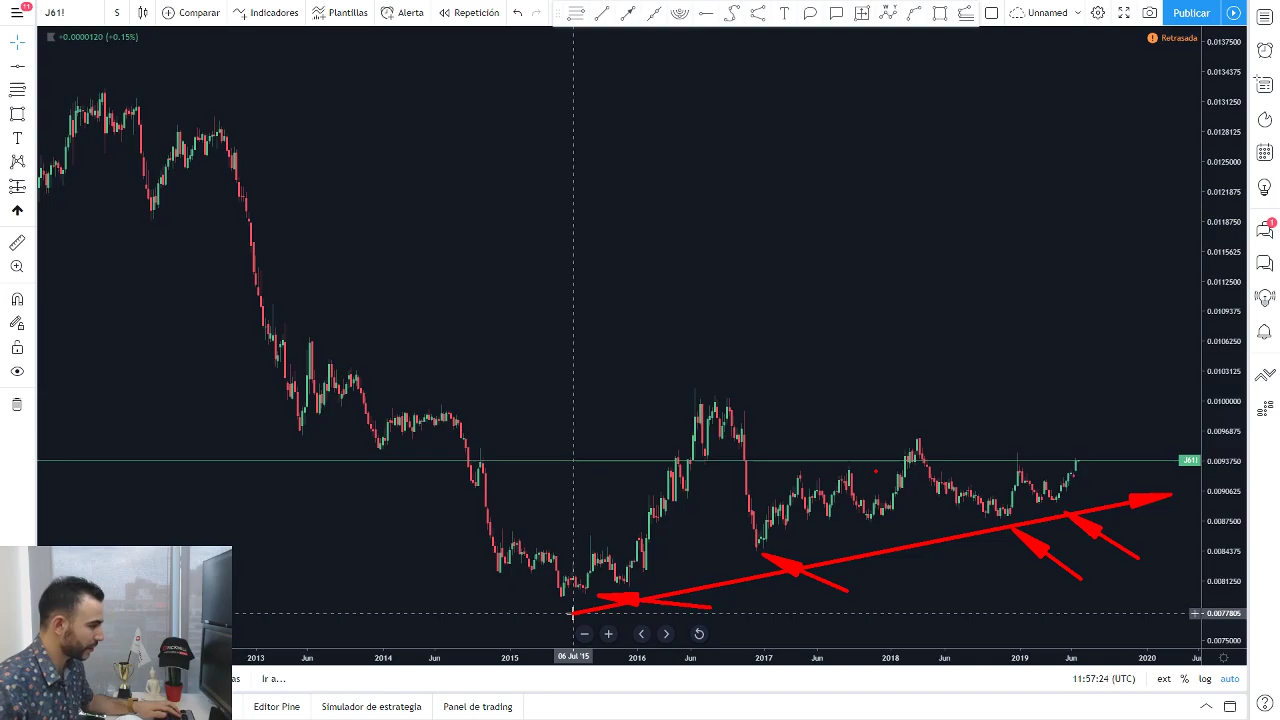 11
J61!
S
Comparar
Indicadores
Plantillas
Alerta
Repetición
T
Unnamed
Publicar
+0.0000120 (+0.15%)
Retrasada
0.0137500
0.0134375
0.0131250
0.0128125
0.0125000
0.0121875
0.0118750
0.0115625
0.0112500
0.0109375
0.0106250
0.0103125
0.0100000
0.0096875
J61!
0.0093750
0.0090625
0.0087500
0.0084375
0.0081250
0.0077805
0.0075000
1
2013
Jun
2014
Jun
2015
06 Jul '15
2016
Jun
2017
Jun
2018
Jun
2019
Jun
2020
Ju
as
Ir a...
11:57:24 (UTC)
ext
%
log
auto
Editor Pine
Simulador de estrategia
Panel de trading